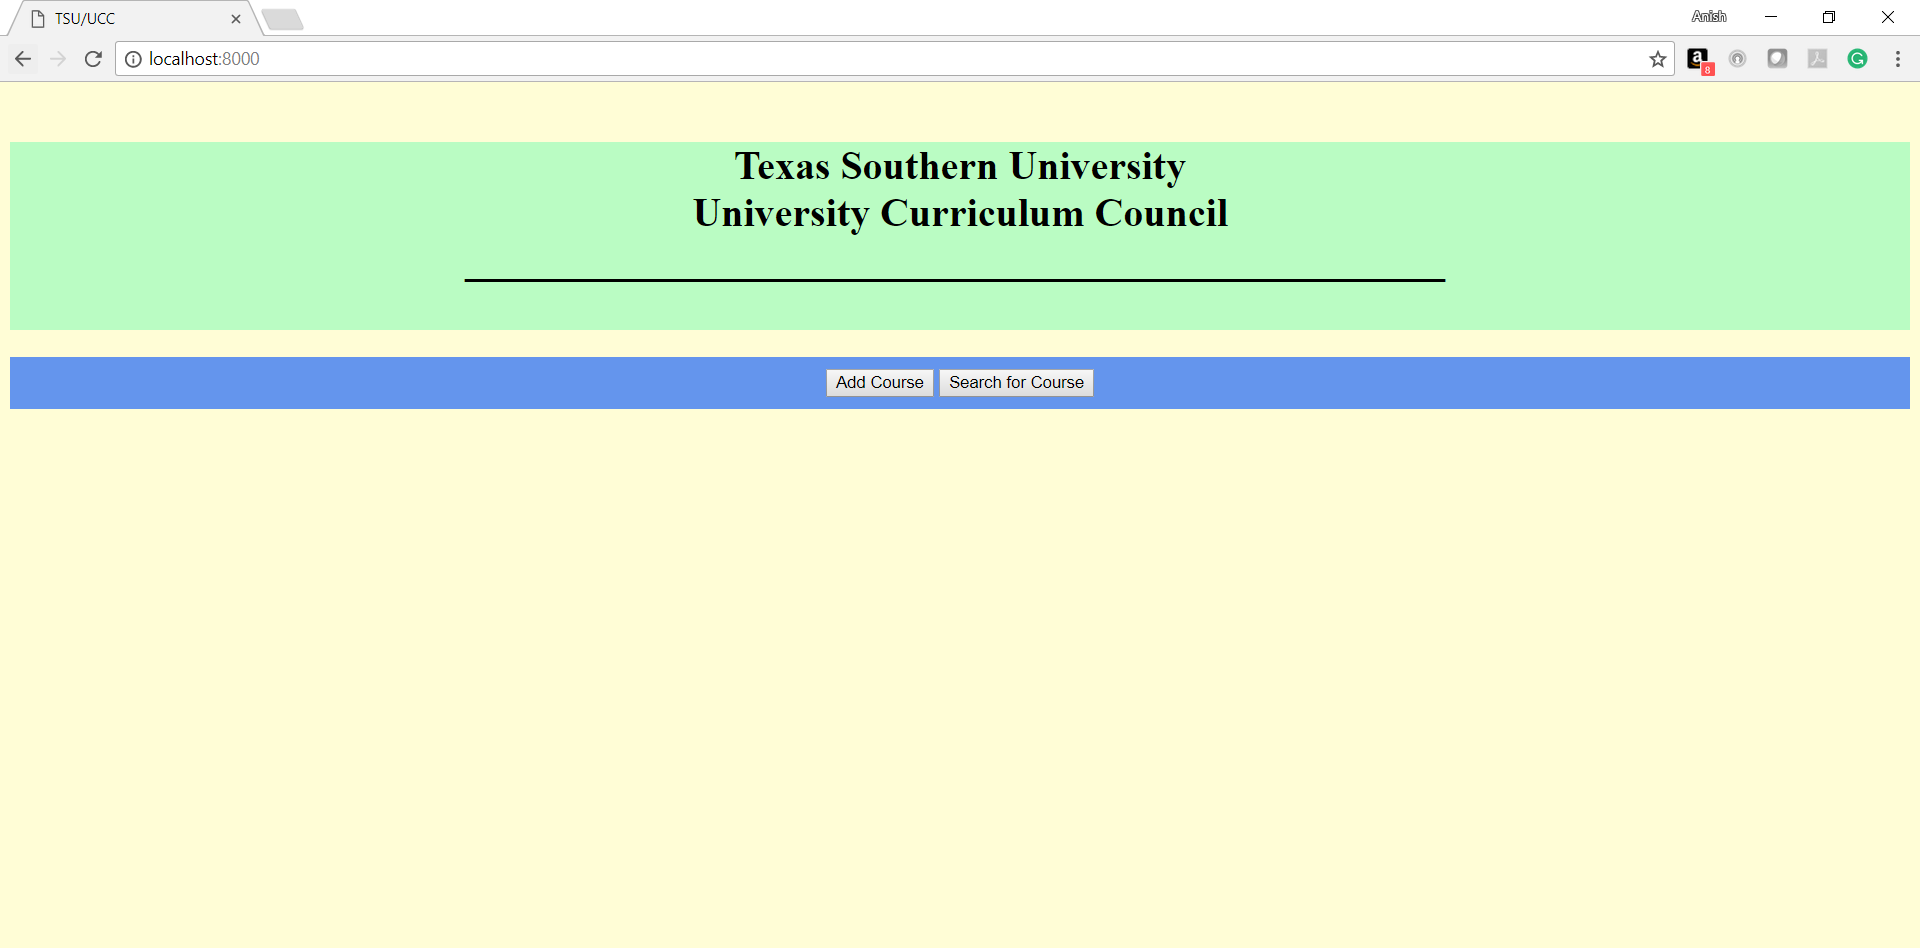 TSU/UCC
Anish
localhost:8000
8
Texas Southern University
University Curriculum Council
Add Course Search for Course